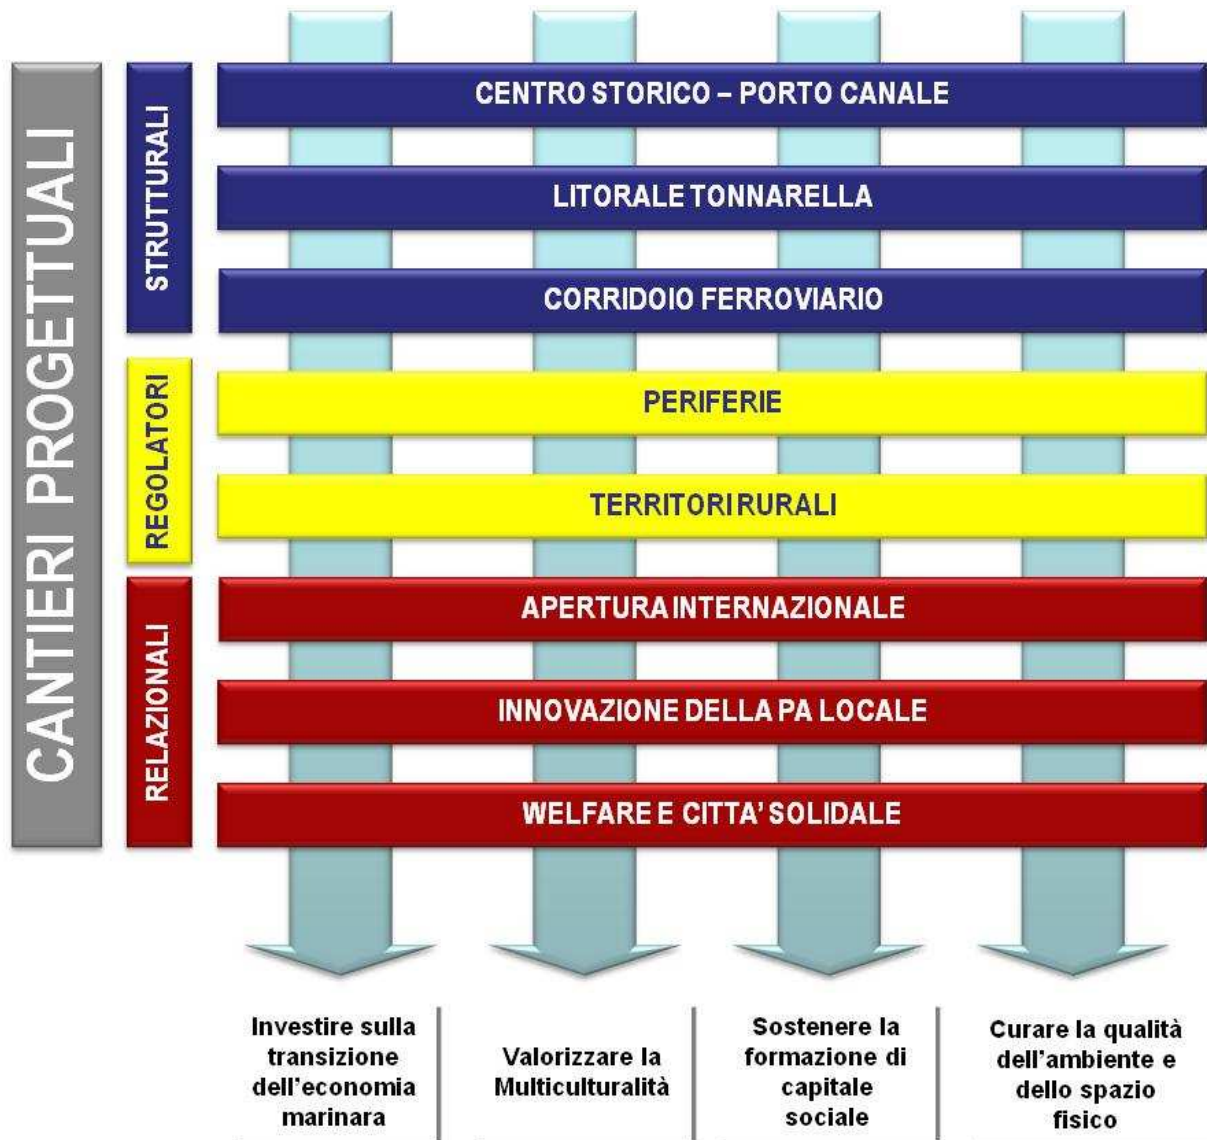 CANTIERI PROGETTUALI
STRUTTURALI
CENTRO STORICO – PORTO CANALE
LITORALE TONNARELLA
CORRIDOIO FERROVIARIO
REGOLATORI
PERIFERIE
TERRITORI RURALI
RELAZIONALI
APERTURA INTERNAZIONALE
INNOVAZIONE DELLA PA LOCALE
WELFARE E CITTA’ SOLIDALE
Investire sulla
transizione
dell’economia
marinara
Valorizzare la
Multiculturalità
Sostenere la
formazione di
capitale
sociale
Curare la qualità
dell’ambiente e
dello spazio
fisico